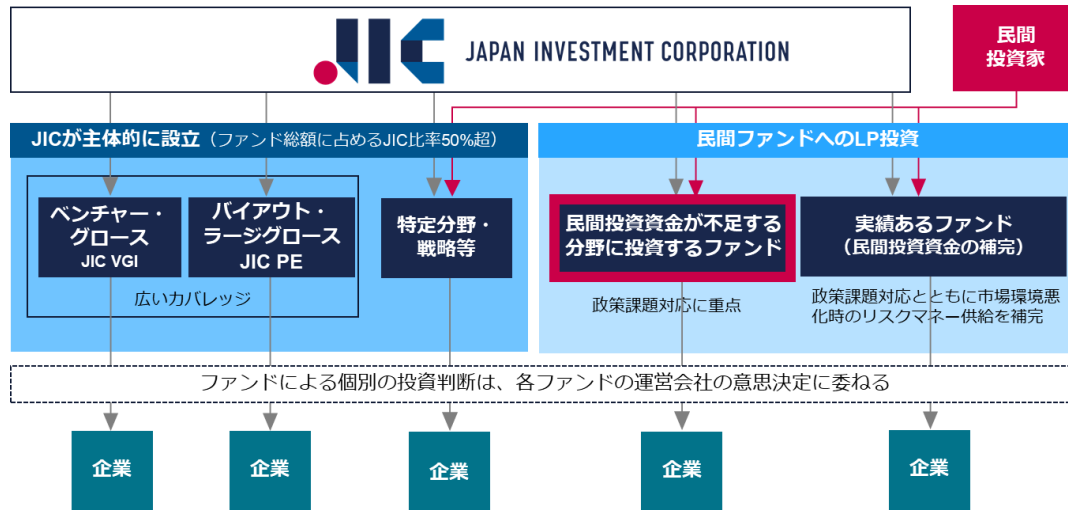 JIC JAPAN INVESTMENT CORPORATION
民間
投資家
JICが主体的に設立（ファンド総額に占めるJIC比率50%超）
民間ファンドへのLP投資
ベンチャー・
グロース
JIC VGI
バイアウト・
ラージグロース
JIC PE
広いカバレッジ
特定分野・
戦略等
民間投資資金が不足する
分野に投資するファンド
政策課題対応に重点
実績あるファンド
（民間投資資金の補完）
政策課題対応とともに市場環境悪
化時のリスクマネー供給を補完
ファンドによる個別の投資判断は、各ファンドの運営会社の意思決定に委ねる
企業
企業
企業
企業
企業